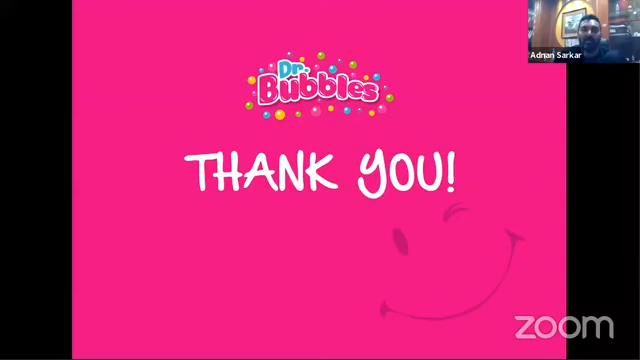 Adnan Sarkar
Dr.
Bubbles
THANK YOU!
zoom